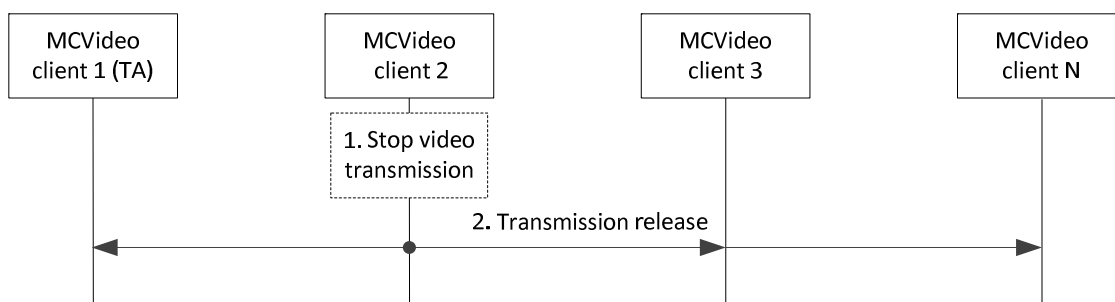 MCVideo
client 1 (TA)
MCVideo
client 2
MCVideo
client 3
MCVideo
client N
1. Stop video
transmission
2. Transmission release